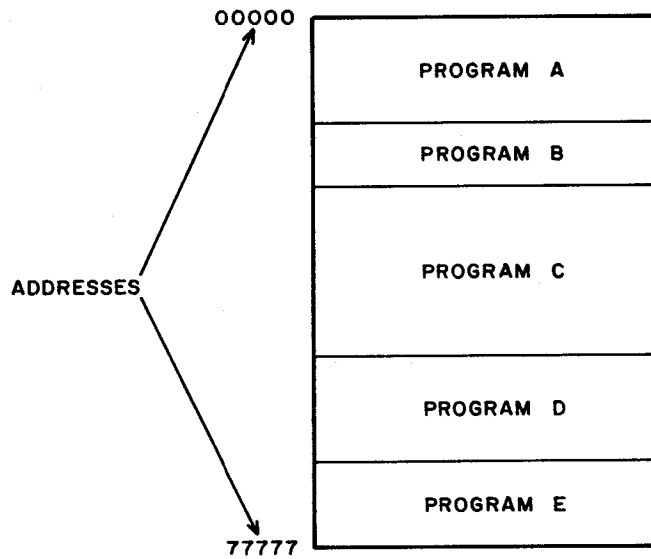 00000
PROGRAM A
PROGRAM B
PROGRAM C
ADDRESSES
PROGRAM D
PROGRAM E
77777